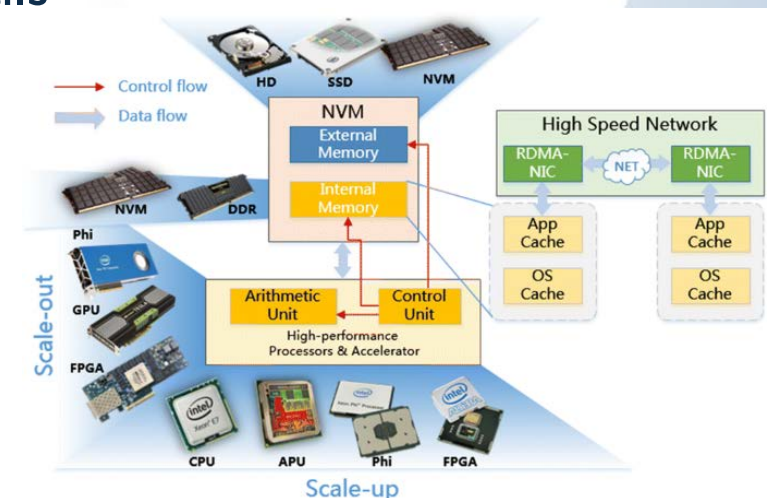 HD
SSD
NVM
Control flow
Data flow
NVM
External
Memory
Internal
Memory
High Speed Network
RDMA-
NIC
NET
RDMA-
NIC
NVM
DDR
App
Cache
OS
Cache
App
Cache
OS
Cache
Arithmetic
Unit
Control
Unit
High-performance
Processors & Accelerator
Scale-out
Phi
GPU
FPGA
CPU
APU
Phi
FPGA
intel
intel
Scale-up